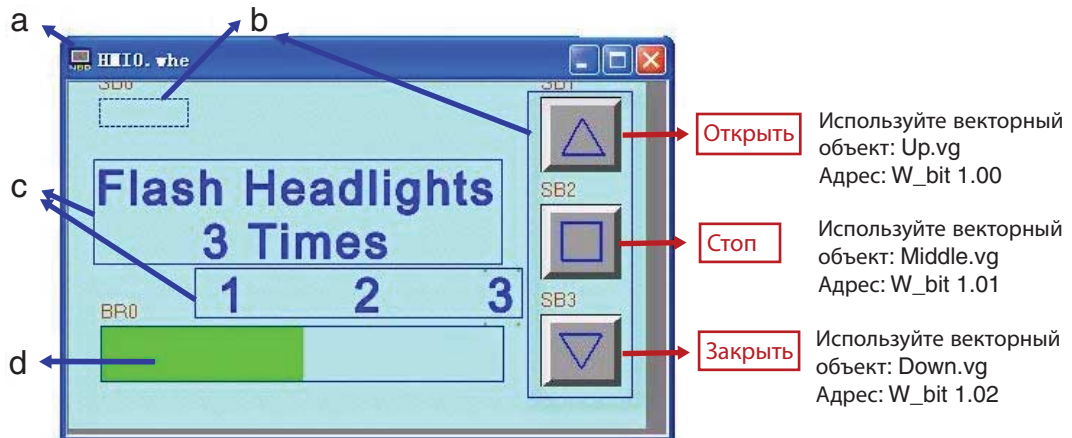 a
b
HMI0.whe
NBD
SB0
SB1
Открыть
Используйте векторный
объект: Up.vg
Адрес: W_bit 1.00
c
Flash Headlights
3 Times
SB2
Стоп
Используйте векторный
объект: Middle.vg
Адрес: W_bit 1.01
1 2 3
BR0
SB3
d
Закрыть
Используйте векторный
объект: Down.vg
Адрес: W_bit 1.02